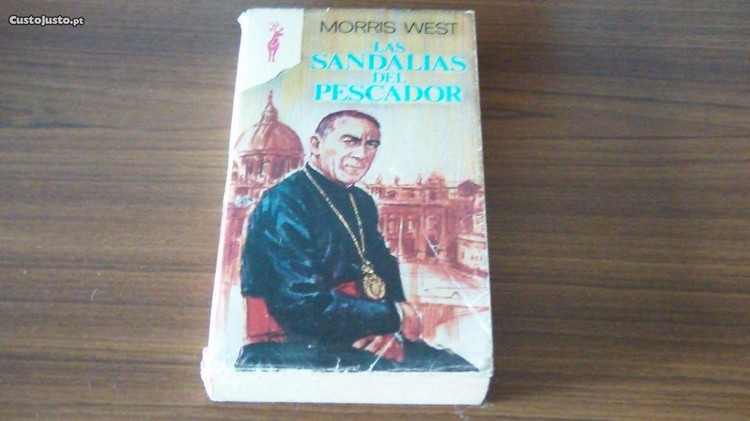 CustoJusto.pt
MORRIS WEST
LAS
SANDALIAS
DEL
PESCADOR